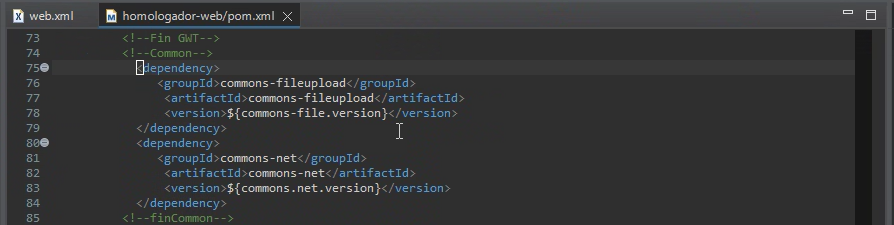 web.xml homologador-web/pom.xml
73 <!--Fin GWT-->
74 <!--Common-->
75 <dependency>
76 <groupId>commons-fileupload</groupId>
77 <artifactId>commons-fileupload</artifactId>
78 <version>${commons-file.version}</version>
79 </dependency>
80 <dependency>
81 <groupId>commons-net</groupId>
82 <artifactId>commons-net</artifactId>
83 <version>${commons.net.version}</version>
84 </dependency>
85 <!--finCommon-->